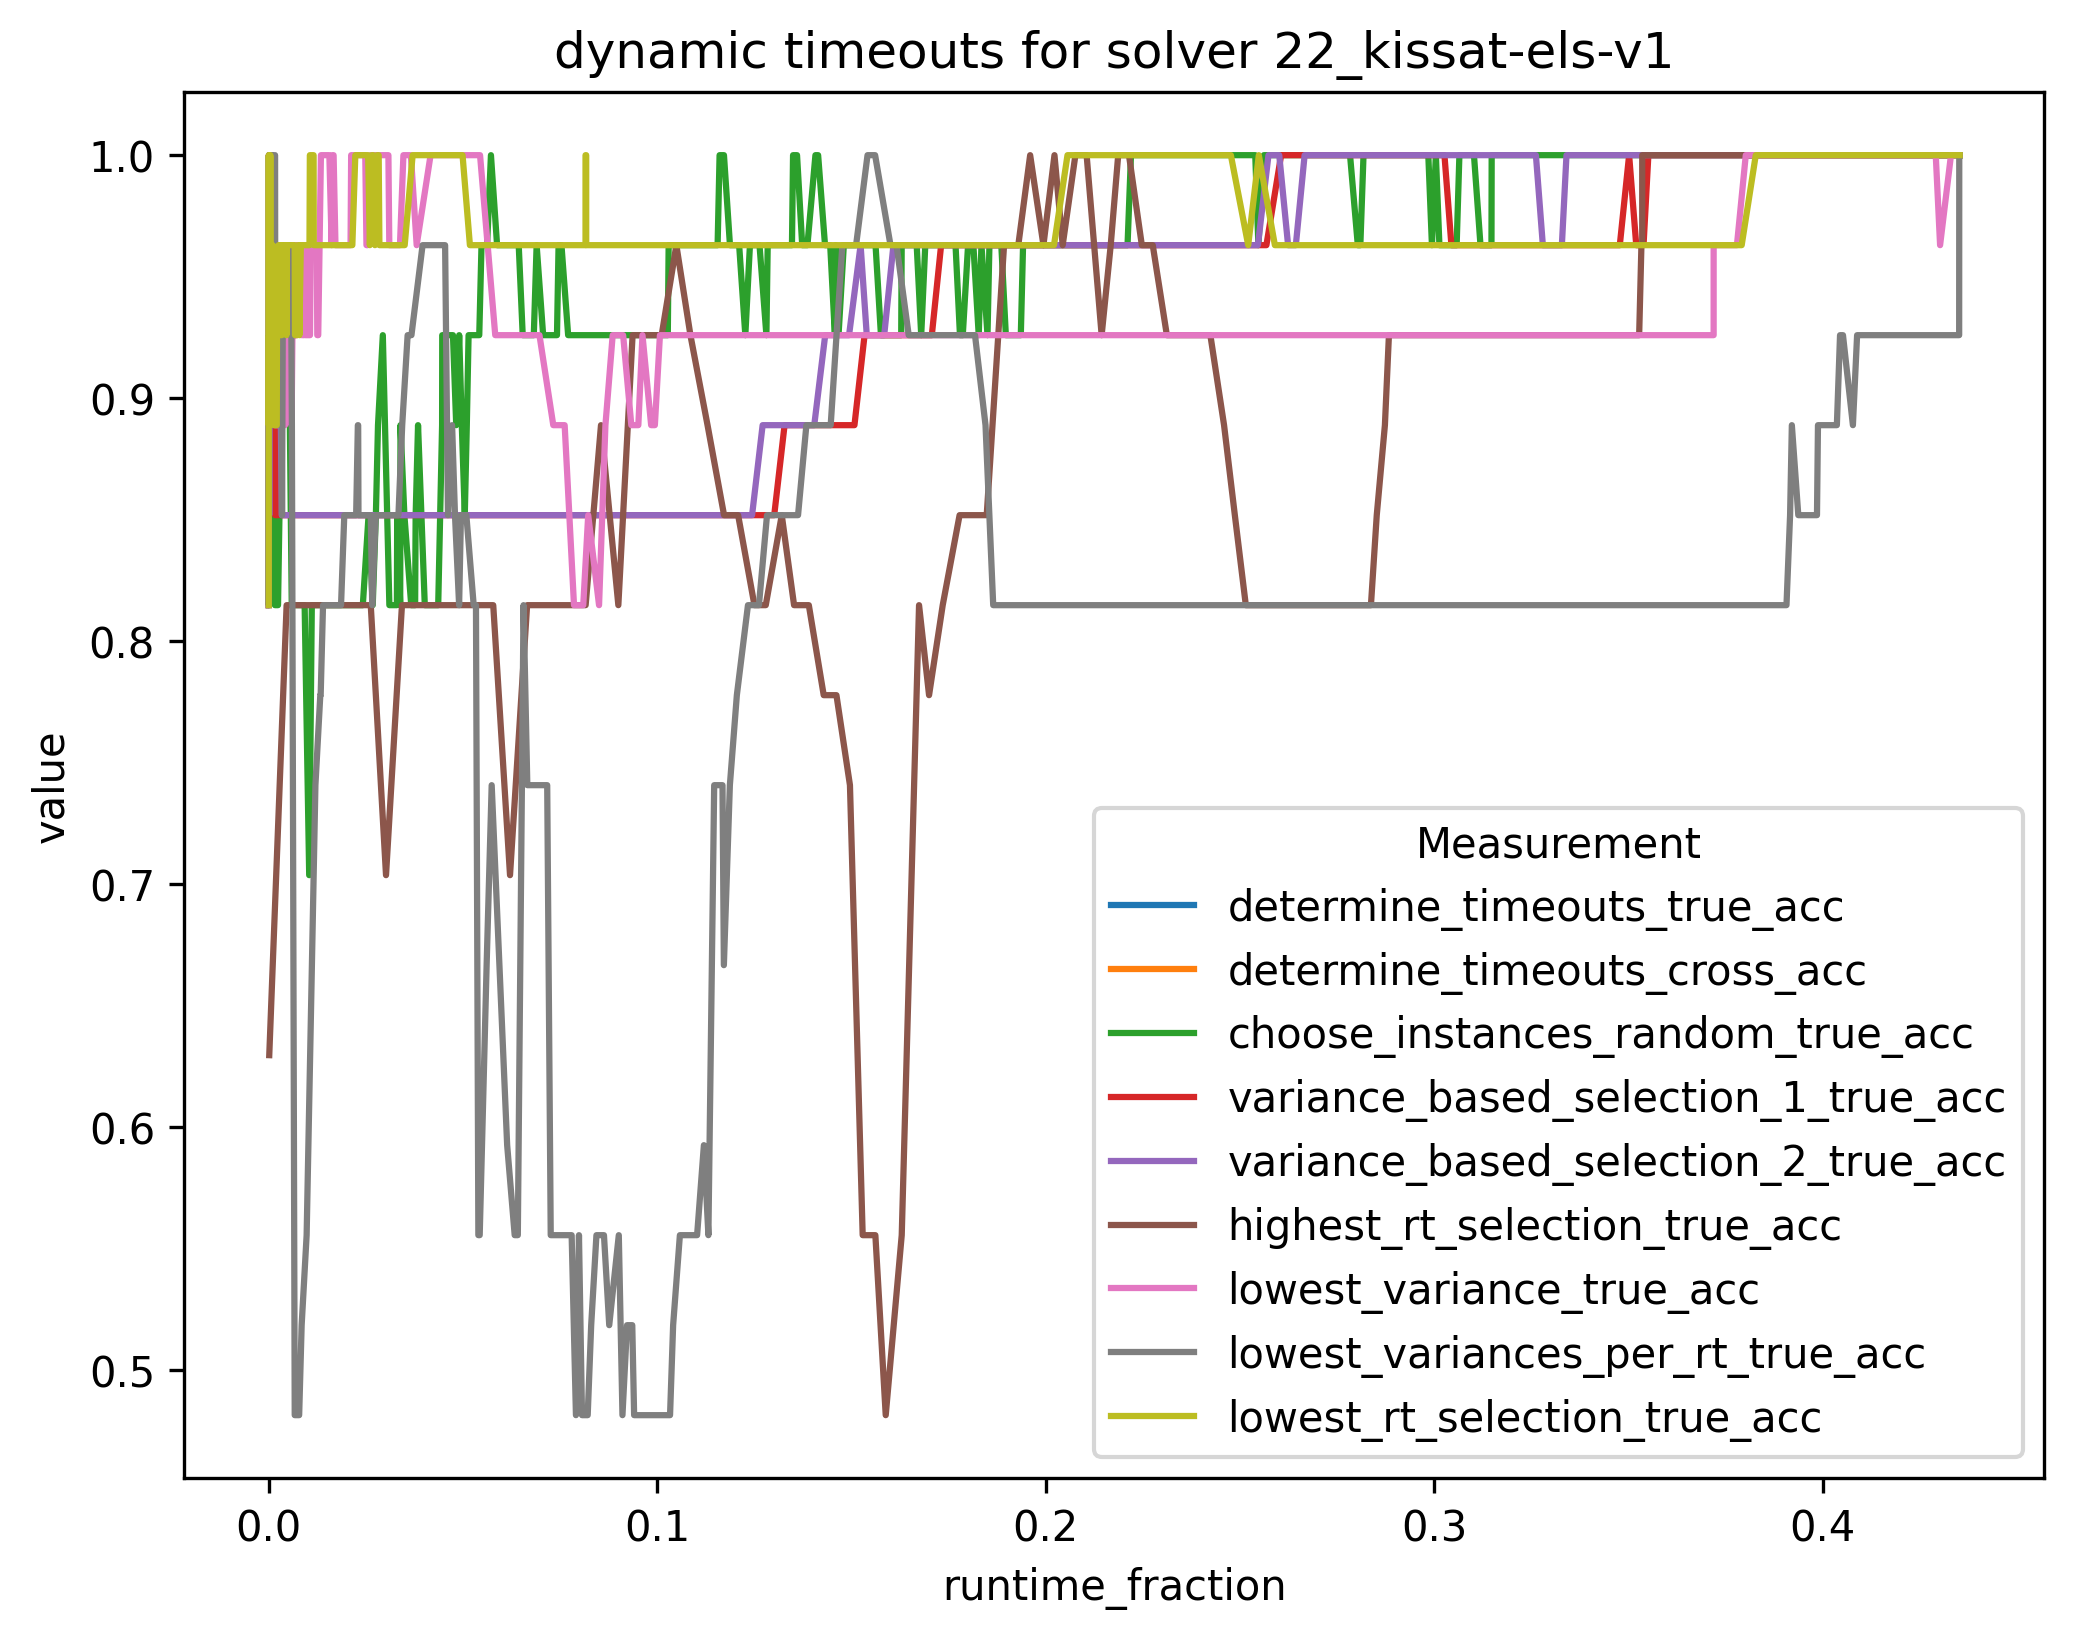 dynamic timeouts for solver 22_kissat-els-v1
1.0
0.9
0.8
0.7
0.6
0.5
value
Measurement
determine_timeouts_true_acc
determine_timeouts_cross_acc
choose_instances_random_true_acc
variance_based_selection_1_true_acc
variance_based_selection_2_true_acc
highest_rt_selection_true_acc
lowest_variance_true_acc
lowest_variances_per_rt_true_acc
lowest_rt_selection_true_acc
0.0 0.1 0.2 0.3 0.4
runtime_fraction